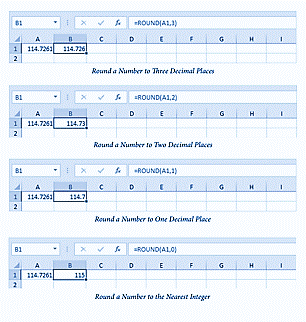 B1 fx =ROUND(A1,3)
A B C D E F G H I
1 114.7261 114.726
2
Round a Number to Three Decimal Places
B1 fx =ROUND(A1,2)
A B C D E F G H I
1 114.7261 114.73
2
Round a Number to Two Decimal Places
B1 fx =ROUND(A1,1)
A B C D E F G H I
1 114.7261 114.7
2
Round a Number to One Decimal Place
B1 fx =ROUND(A1,0)
A B C D E F G H I
1 114.7261 115
2
Round a Number to the Nearest Integer